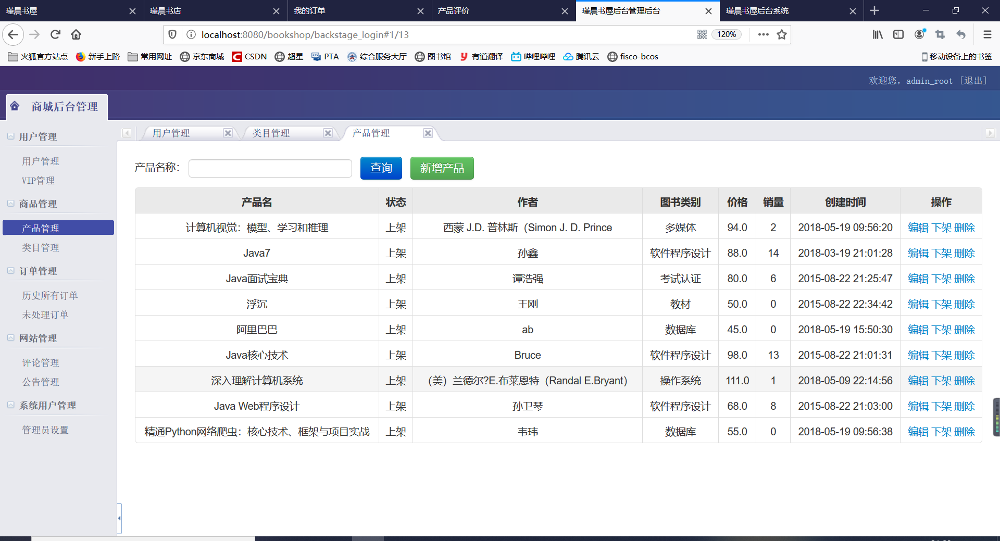 瑾晨书屋 瑾晨书店 我的订单 产品评价 瑾晨书屋后台管理后台 瑾晨书屋后台系统
localhost:8080/bookshop/backstage_login#1/13 120%
火狐官方站点 新手上路 常用网址 京东商城 CSDN 超星 PTA 综合服务大厅 图书馆 有道翻译 哔哩哔哩 腾讯云 fisco-bcos 移动设备上的书签
欢迎您，admin_root [退出]
商城后台管理
用户管理
用户管理
VIP管理
商品管理
产品管理
类目管理
订单管理
历史所有订单
未处理订单
网站管理
评论管理
公告管理
系统用户管理
管理员设置
用户管理 类目管理 产品管理
产品名称： 查询 新增产品
产品名 状态 作者 图书类别 价格 销量 创建时间 操作
计算机视觉：模型、学习和推理 上架 西蒙 J.D. 普林斯（Simon J. D. Prince 多媒体 94.0 2 2018-05-19 09:56:20 编辑 下架 删除
Java7 上架 孙鑫 软件程序设计 88.0 14 2018-03-19 21:01:28 编辑 下架 删除
Java面试宝典 上架 谭浩强 考试认证 80.0 6 2015-08-22 21:25:47 编辑 下架 删除
浮沉 上架 王刚 教材 50.0 0 2015-08-22 22:34:42 编辑 下架 删除
阿里巴巴 上架 ab 数据库 45.0 0 2018-05-19 15:50:30 编辑 下架 删除
Java核心技术 上架 Bruce 软件程序设计 98.0 13 2015-08-22 21:01:31 编辑 下架 删除
深入理解计算机系统 上架 （美）兰德尔?E.布莱恩特（Randal E.Bryant） 操作系统 111.0 1 2018-05-09 22:14:56 编辑 下架 删除
Java Web程序设计 上架 孙卫琴 软件程序设计 68.0 8 2015-08-22 21:03:00 编辑 下架 删除
精通Python网络爬虫：核心技术、框架与项目实战 上架 韦玮 数据库 55.0 0 2018-05-19 09:56:38 编辑 下架 删除